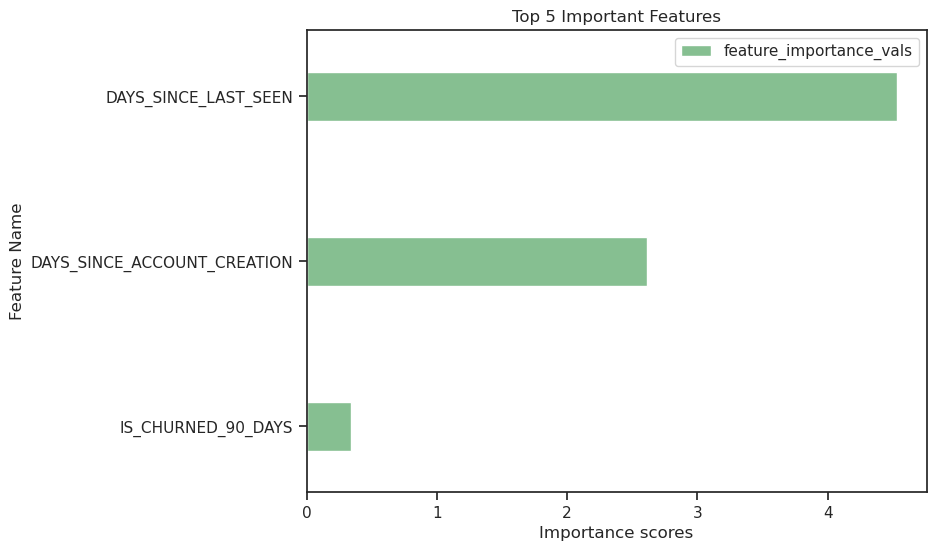 Top 5 Important Features
feature_importance_vals
DAYS_SINCE_LAST_SEEN
DAYS_SINCE_ACCOUNT_CREATION
IS_CHURNED_90_DAYS
Feature Name
0 1 2 3 4
Importance scores